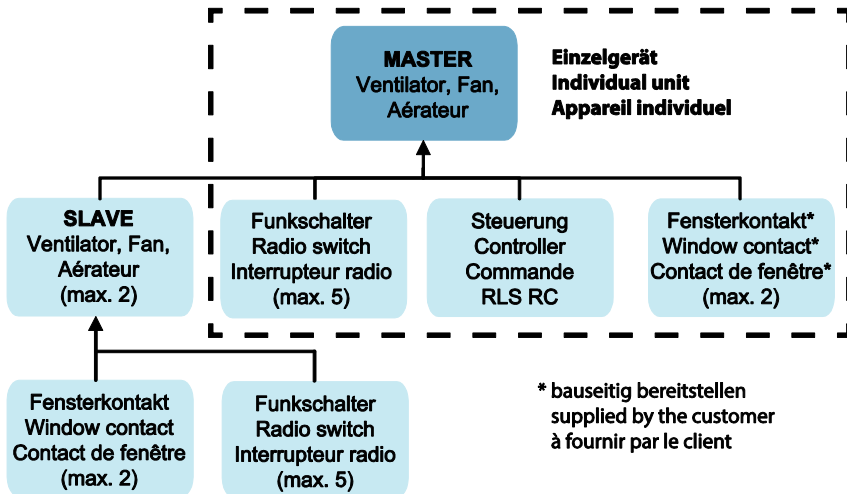 MASTER
Ventilator, Fan,
Aérateur
Einzelgerät
Individual unit
Appareil individuel
SLAVE
Ventilator, Fan,
Aérateur
(max. 2)
Funkschalter
Radio switch
Interrupteur radio
(max. 5)
Steuerung
Controller
Commande
RLS RC
Fensterkontakt*
Window contact*
Contact de fenêtre*
(max. 2)
Fensterkontakt
Window contact
Contact de fenêtre
(max. 2)
Funkschalter
Radio switch
Interrupteur radio
(max. 5)
* bauseitig bereitstellen
supplied by the customer
à fournir par le client